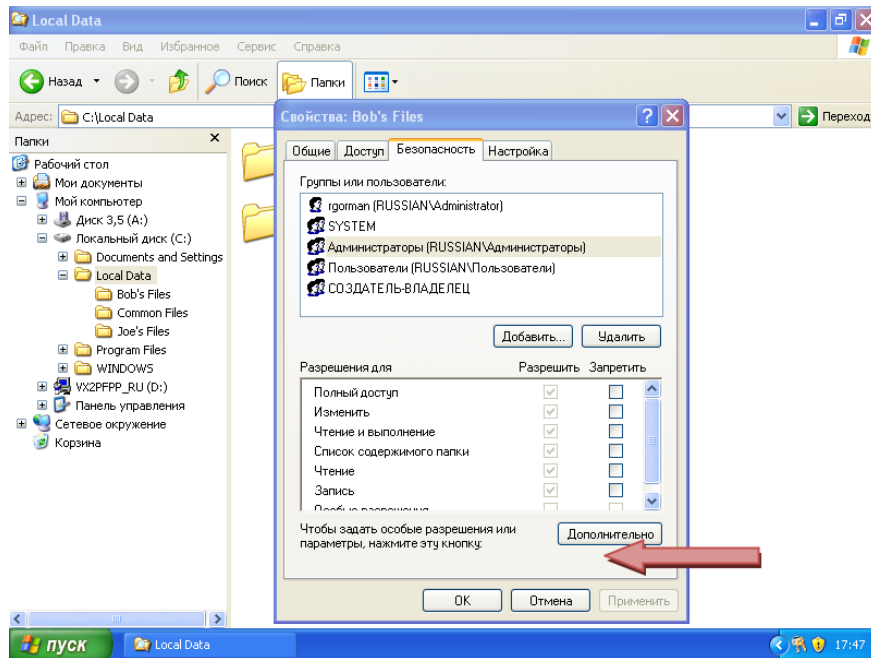 Local Data
Файл Правка Вид Избранное Сервис Справка
Назад Поиск Папки
Адрес: C:\Local Data Переход
Папки
Рабочий стол
Мои документы
Мой компьютер
Диск 3,5 (A:)
Локальный диск (C:)
Documents and Settings
Local Data
Bob's Files
Common Files
Joe's Files
Program Files
WINDOWS
VX2PFPP_RU (D:)
Панель управления
Сетевое окружение
Корзина
Свойства: Bob's Files
Общие Доступ Безопасность Настройка
Группы или пользователи:
rgorman (RUSSIAN\Administrator)
SYSTEM
Администраторы (RUSSIAN\Администраторы)
Пользователи (RUSSIAN\Пользователи)
СОЗДАТЕЛЬ-ВЛАДЕЛЕЦ
Добавить... Удалить
Разрешения для Разрешить Запретить
Полный доступ
Изменить
Чтение и выполнение
Список содержимого папки
Чтение
Запись
Особые разрешения
Чтобы задать особые разрешения или
параметры, нажмите эту кнопку:
Дополнительно
OK Отмена Применить
пуск Local Data 17:47